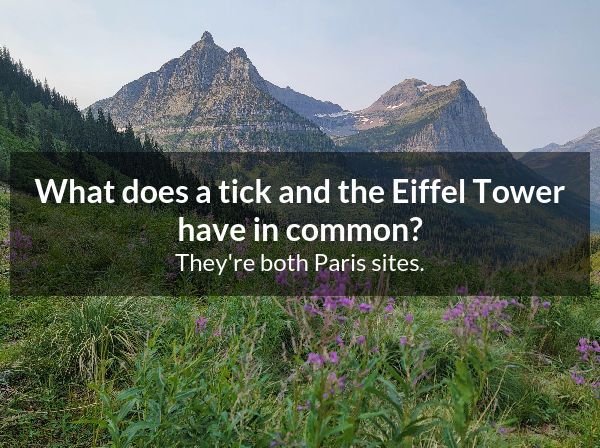 What does a tick and the Eiffel Tower
have in common?
They're both Paris sites.